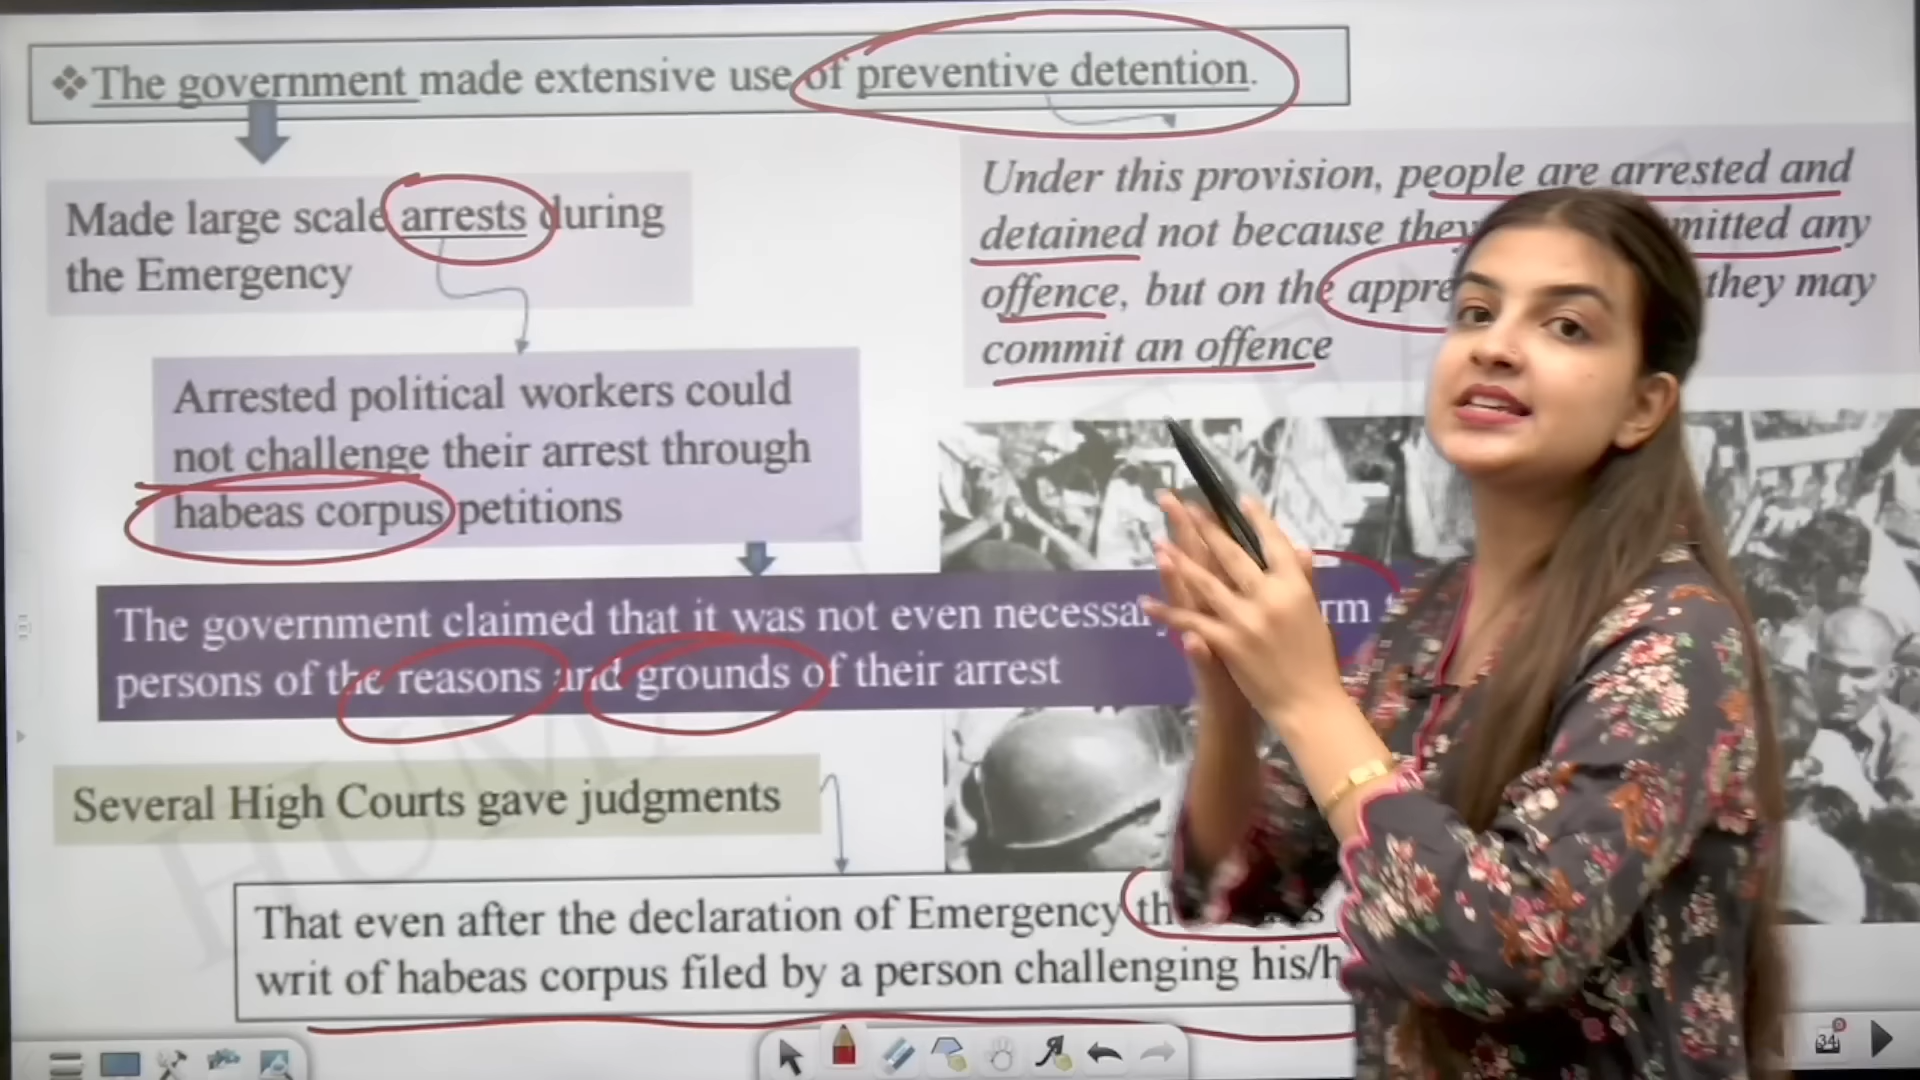 ❖The government made extensive use of preventive detention.
Made large scale arrests during
the Emergency
Under this provision, people are arrested and
detained not because they mitted any
offence, but on the appre they may
commit an offence
Arrested political workers could
not challenge their arrest through
habeas corpus petitions
The government claimed that it was not even necessa rm
persons of the reasons and grounds of their arrest
Several High Courts gave judgments
That even after the declaration of Emergency th
writ of habeas corpus filed by a person challenging his/h
34